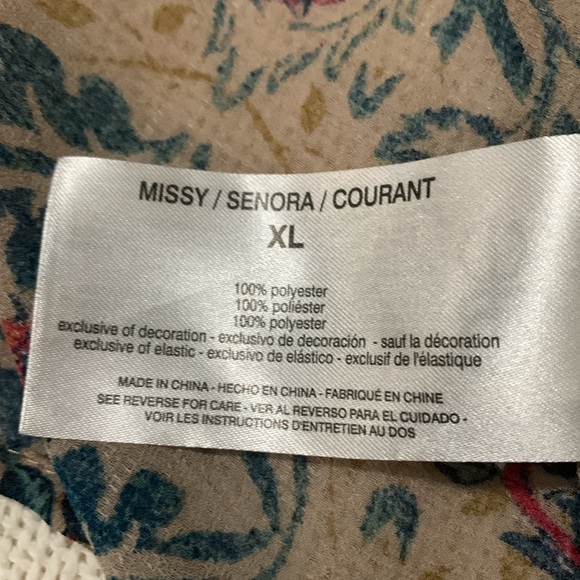 MISSY / SENORA / COURANT
XL
100% polyester
100% poliéster
100% polyester
exclusive of decoration - exclusivo de decoración - sauf la décoration
exclusive of elastic - exclusivo de elástico - exclusif de l'élastique
MADE IN CHINA - HECHO EN CHINA - FABRIQUÉ EN CHINE
SEE REVERSE FOR CARE - VER AL REVERSO PARA EL CUIDADO -
VOIR LES INSTRUCTIONS D'ENTRETIEN AU DOS